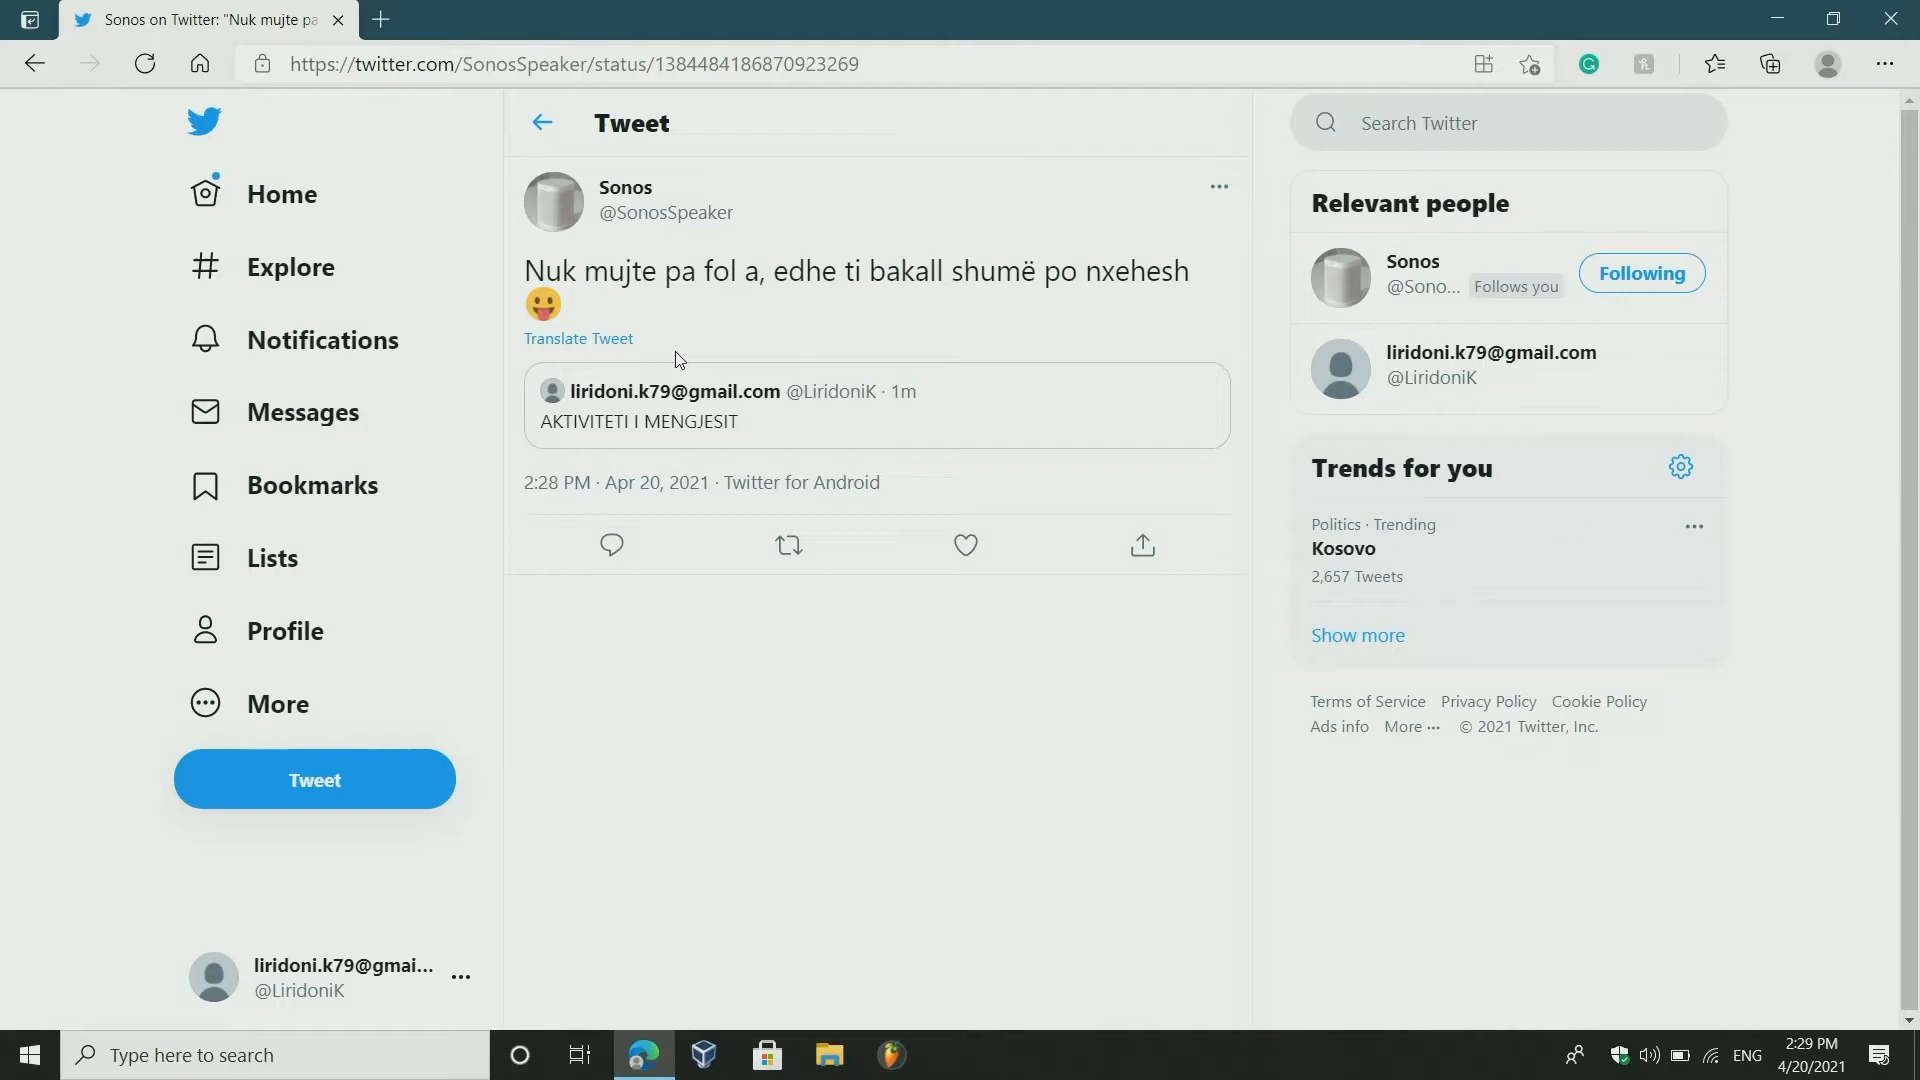 Sonos on Twitter: "Nuk mujte pa
https://twitter.com/SonosSpeaker/status/1384484186870923269
Home
Explore
Notifications
Messages
Bookmarks
Lists
Profile
More
Tweet
liridoni.k79@gmai...
@LiridoniK
Tweet
Sonos
@SonosSpeaker
Nuk mujte pa fol a, edhe ti bakall shumë po nxehesh
😛
Translate Tweet
liridoni.k79@gmail.com @LiridoniK · 1m
AKTIVITETI I MENGJESIT
2:28 PM · Apr 20, 2021 · Twitter for Android
Search Twitter
Relevant people
Sonos
@Sono... Follows you
Following
liridoni.k79@gmail.com
@LiridoniK
Trends for you
Politics · Trending
Kosovo
2,657 Tweets
Show more
Terms of Service Privacy Policy Cookie Policy
Ads info More ··· © 2021 Twitter, Inc.
Type here to search
ENG
2:29 PM
4/20/2021